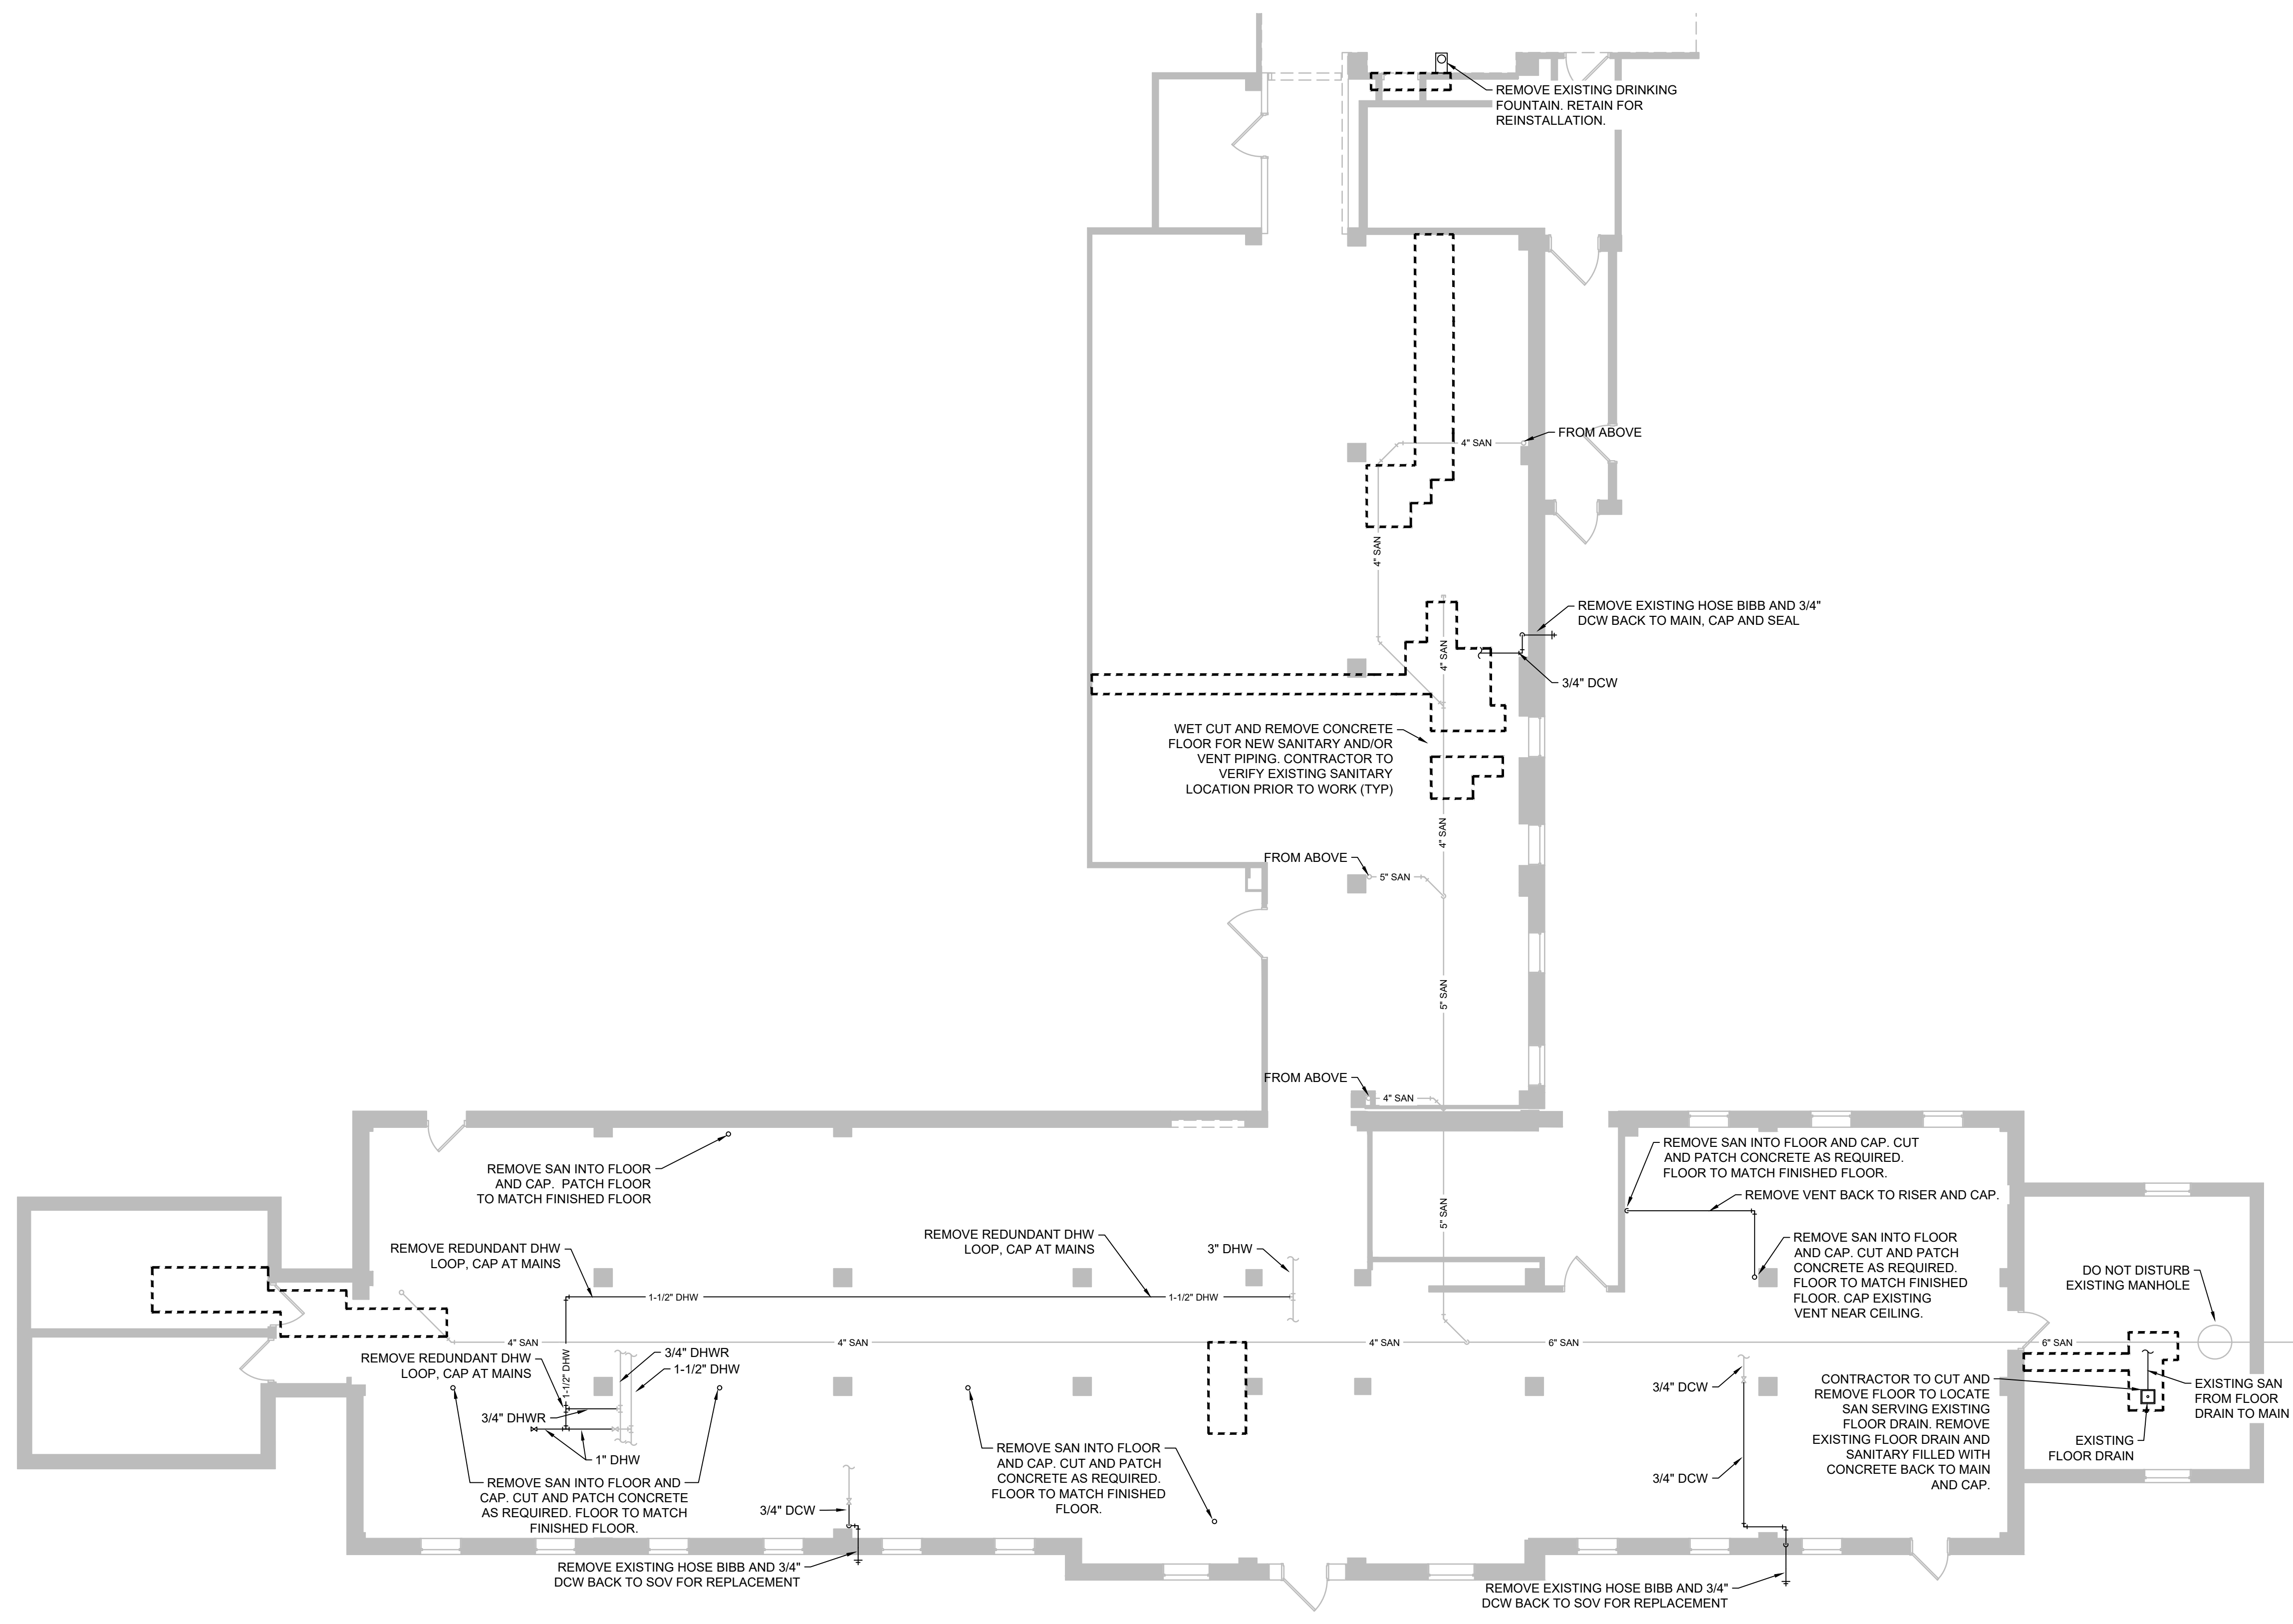 REMOVE EXISTING DRINKING
FOUNTAIN. RETAIN FOR
REINSTALLATION.
FROM ABOVE
4" SAN
4" SAN
REMOVE EXISTING HOSE BIBB AND 3/4"
DCW BACK TO MAIN, CAP AND SEAL
4" SAN
3/4" DCW
WET CUT AND REMOVE CONCRETE
FLOOR FOR NEW SANITARY AND/OR
VENT PIPING. CONTRACTOR TO
VERIFY EXISTING SANITARY
LOCATION PRIOR TO WORK (TYP)
4" SAN
FROM ABOVE
5" SAN
5" SAN
FROM ABOVE
4" SAN
REMOVE SAN INTO FLOOR
AND CAP. PATCH FLOOR
TO MATCH FINISHED FLOOR
REMOVE SAN INTO FLOOR AND CAP. CUT
AND PATCH CONCRETE AS REQUIRED.
FLOOR TO MATCH FINISHED FLOOR.
REMOVE VENT BACK TO RISER AND CAP.
5" SAN
REMOVE REDUNDANT DHW
LOOP, CAP AT MAINS
REMOVE REDUNDANT DHW
LOOP, CAP AT MAINS
3" DHW
REMOVE SAN INTO FLOOR
AND CAP. CUT AND PATCH
CONCRETE AS REQUIRED.
FLOOR TO MATCH FINISHED
FLOOR. CAP EXISTING
VENT NEAR CEILING.
DO NOT DISTURB
EXISTING MANHOLE
1-1/2" DHW
1-1/2" DHW
4" SAN
4" SAN
4" SAN
6" SAN
6" SAN
REMOVE REDUNDANT DHW
LOOP, CAP AT MAINS
1-1/2" DHW
3/4" DHWR
1-1/2" DHW
3/4" DHWR
1" DHW
3/4" DCW
3/4" DCW
CONTRACTOR TO CUT AND
REMOVE FLOOR TO LOCATE
SAN SERVING EXISTING
FLOOR DRAIN. REMOVE
EXISTING FLOOR DRAIN AND
SANITARY FILLED WITH
CONCRETE BACK TO MAIN
AND CAP.
EXISTING SAN
FROM FLOOR
DRAIN TO MAIN
EXISTING
FLOOR DRAIN
REMOVE SAN INTO FLOOR AND
CAP. CUT AND PATCH CONCRETE
AS REQUIRED. FLOOR TO MATCH
FINISHED FLOOR.
3/4" DCW
REMOVE SAN INTO FLOOR
AND CAP. CUT AND PATCH
CONCRETE AS REQUIRED.
FLOOR TO MATCH FINISHED
FLOOR.
REMOVE EXISTING HOSE BIBB AND 3/4"
DCW BACK TO SOV FOR REPLACEMENT
REMOVE EXISTING HOSE BIBB AND 3/4"
DCW BACK TO SOV FOR REPLACEMENT